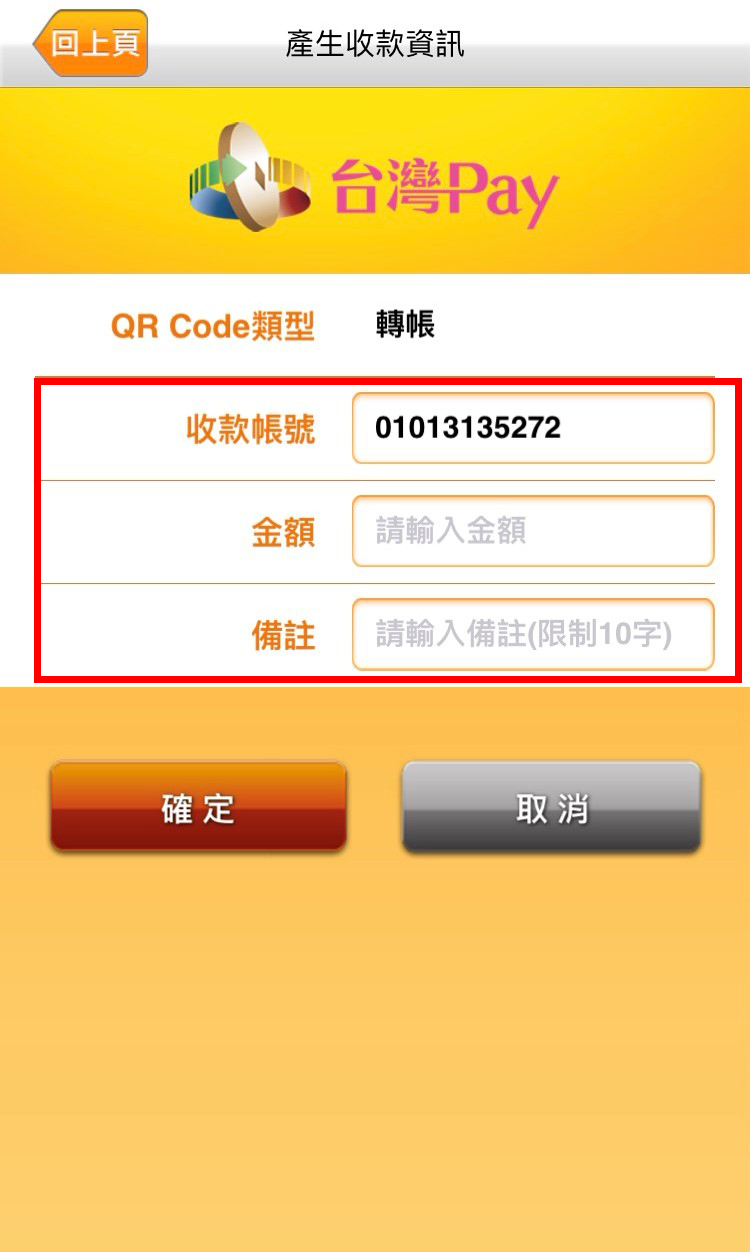 回上頁 產生收款資訊
台灣Pay
QR Code類型 轉帳
收款帳號 01013135272
金額 請輸入金額
備註 請輸入備註(限制10字)
確定 取消